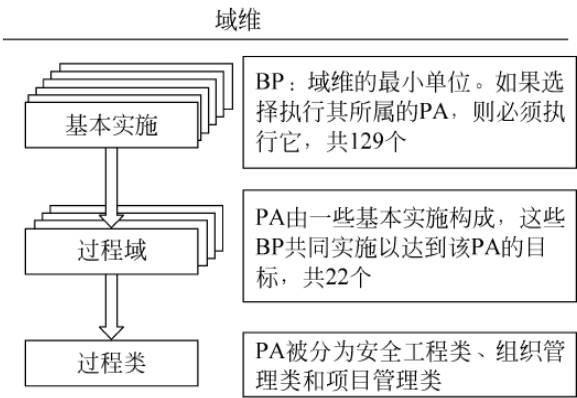 域维
基本实施
BP：域维的最小单位。如果选
择执行其所属的PA，则必须执
行它，共129个
过程域
PA由一些基本实施构成，这些
BP共同实施以达到该PA的目
标，共22个
过程类
PA被分为安全工程类、组织管
理类和项目管理类